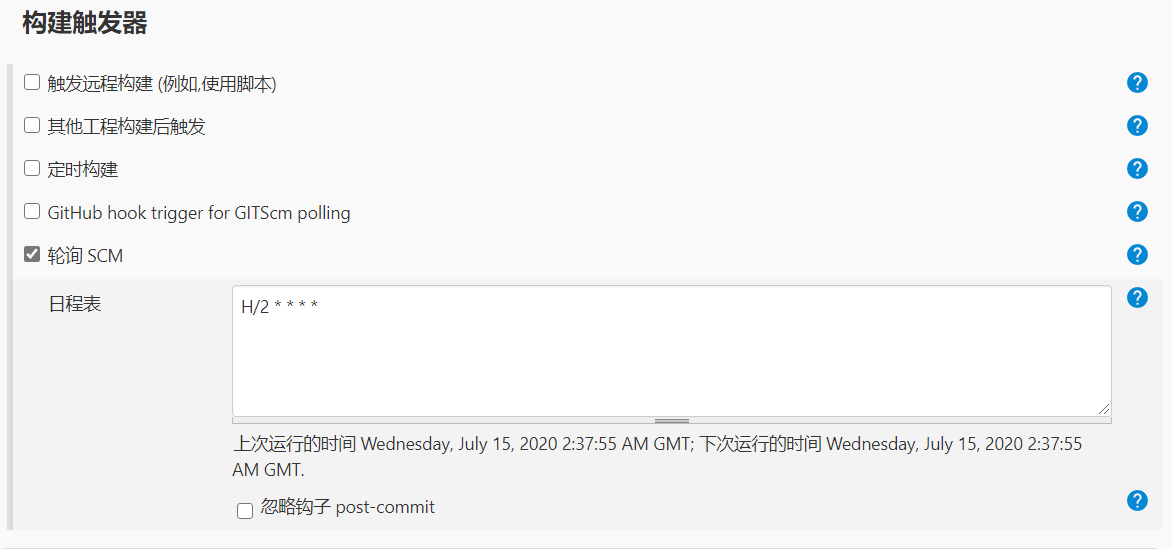 构建触发器
触发远程构建 (例如,使用脚本)
其他工程构建后触发
定时构建
GitHub hook trigger for GITScm polling
轮询 SCM
日程表
H/2 * * * *
上次运行的时间 Wednesday, July 15, 2020 2:37:55 AM GMT; 下次运行的时间 Wednesday, July 15, 2020 2:37:55
AM GMT.
忽略钩子 post-commit